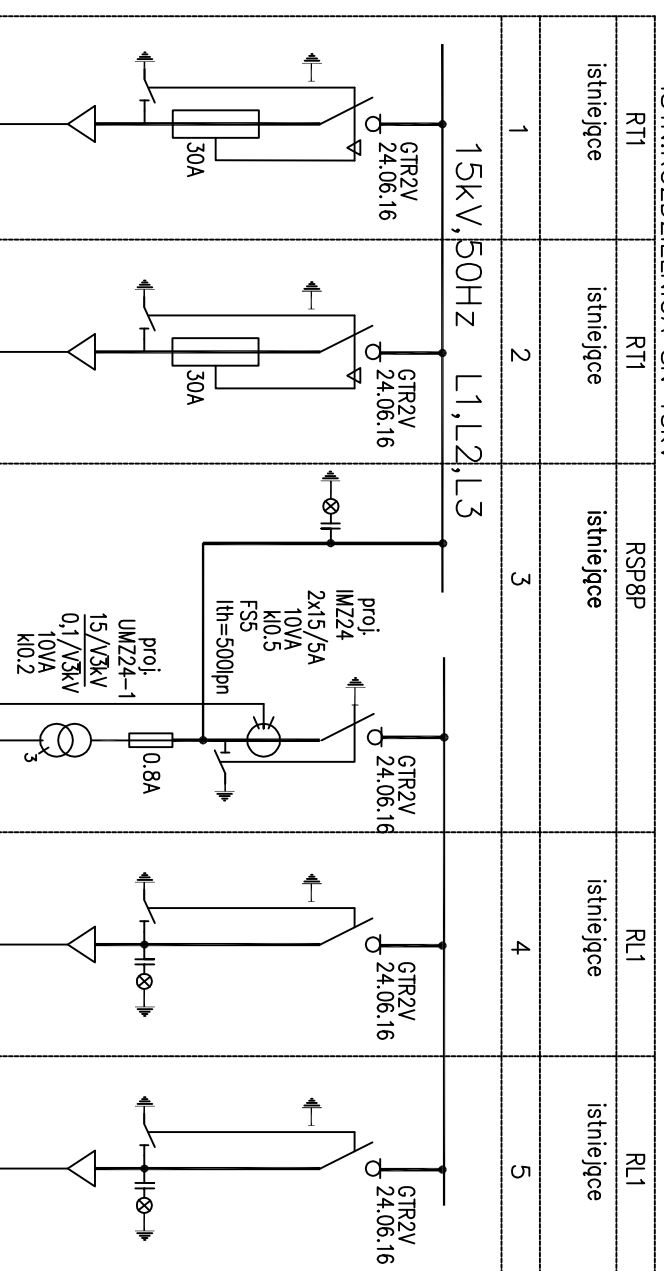 RT1
RT1
RSP8P
RL1
RL1
istniejące
istniejące
istniejące
istniejące
istniejące
1
2
3
4
5
15kV,50Hz L1,L2,L3
GTR2V
24.06.16
GTR2V
24.06.16
GTR2V
24.06.16
GTR2V
24.06.16
GTR2V
24.06.16
30A
30A
proj.
IMZ24
2x15/5A
10VA
kl0.5
FS5
Ith=500Ipn
0.8A
3
proj.
UMZ24-1
15/√3kV
0,1/√3kV
10VA
kl0.2